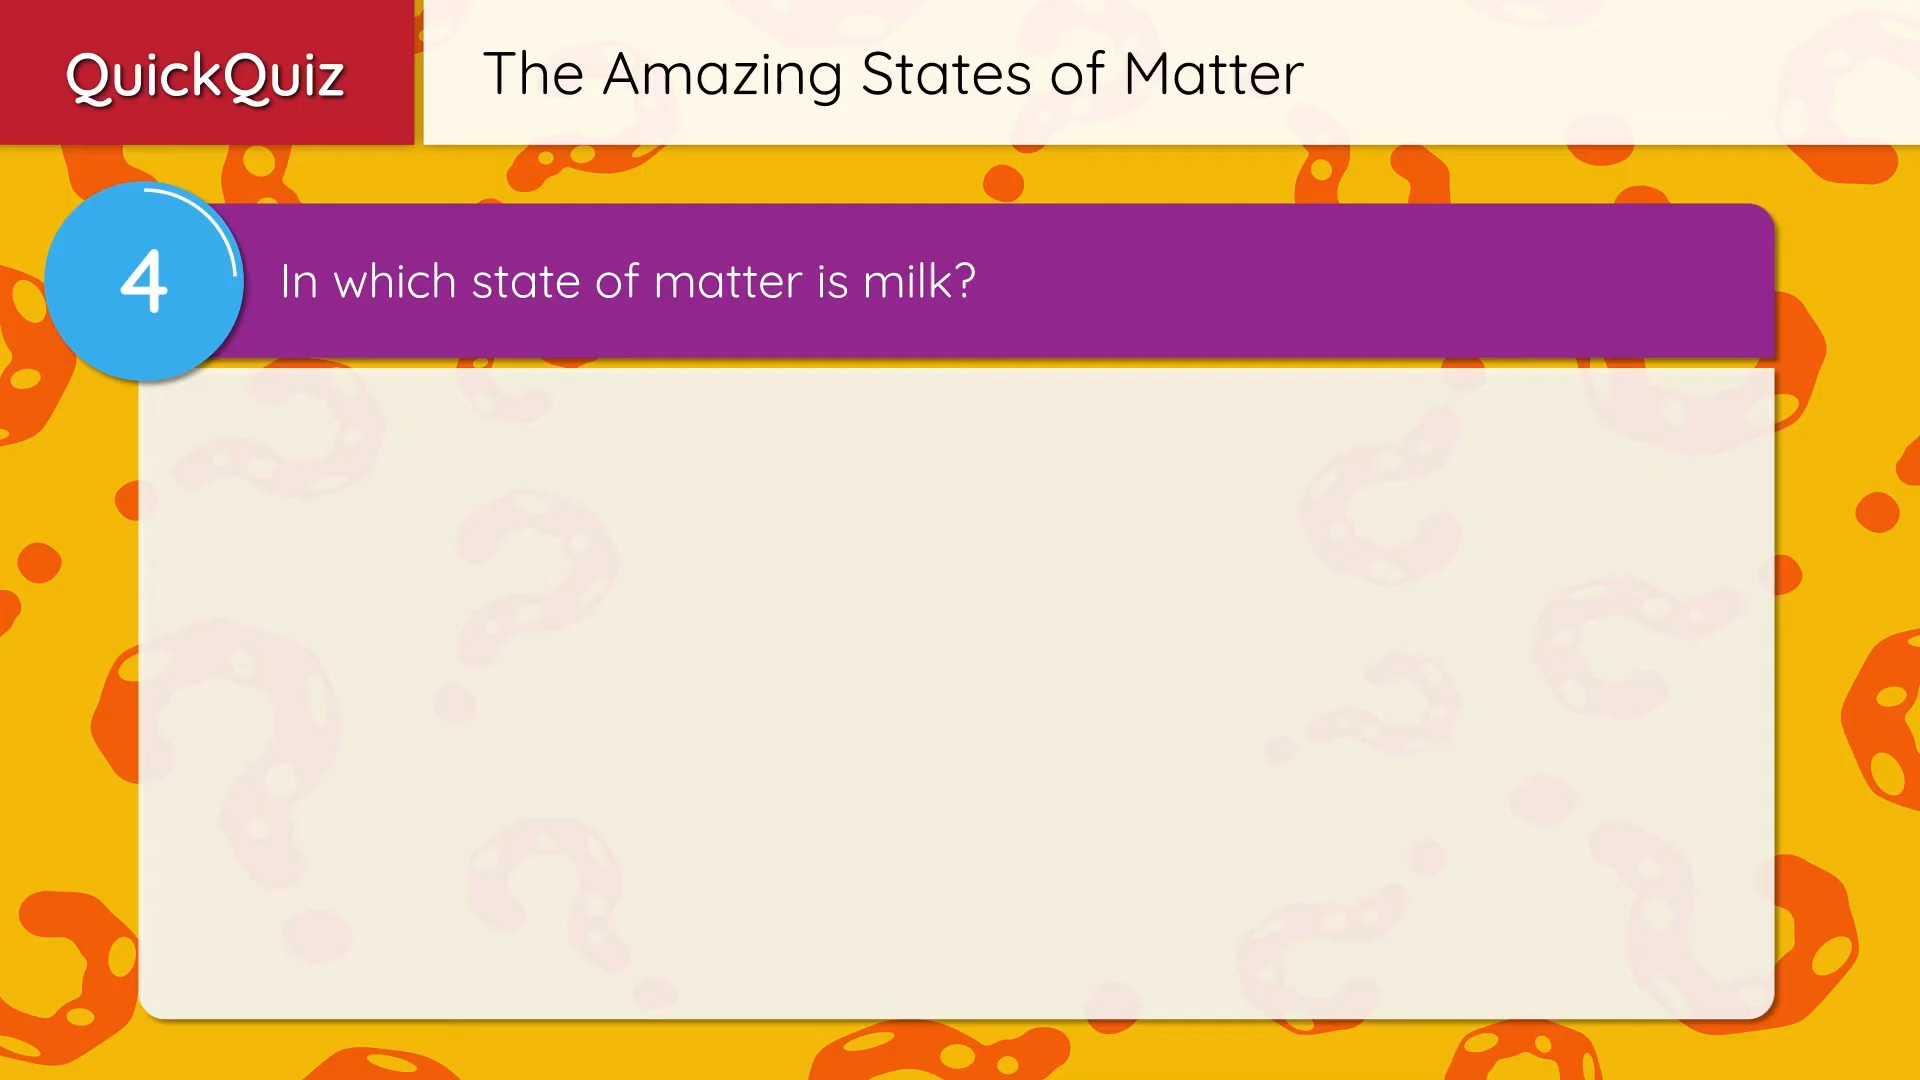 QuickQuiz
The Amazing States of Matter
4
In which state of matter is milk?